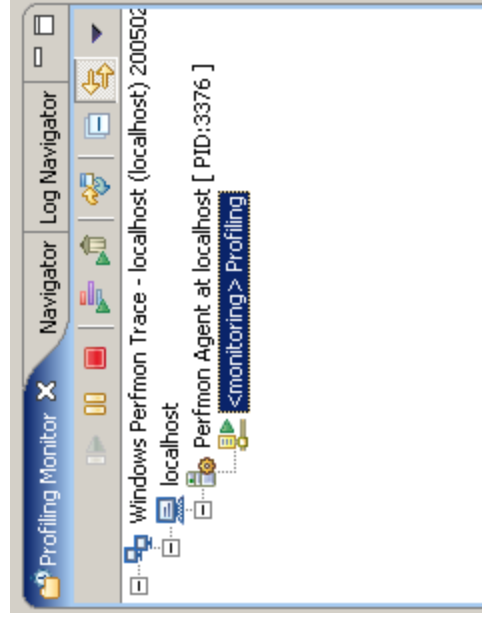 Profiling Monitor Navigator Log Navigator
Windows Perfmon Trace - localhost (localhost) 200502
localhost
Perfmon Agent at localhost [ PID:3376 ]
<monitoring> Profiling